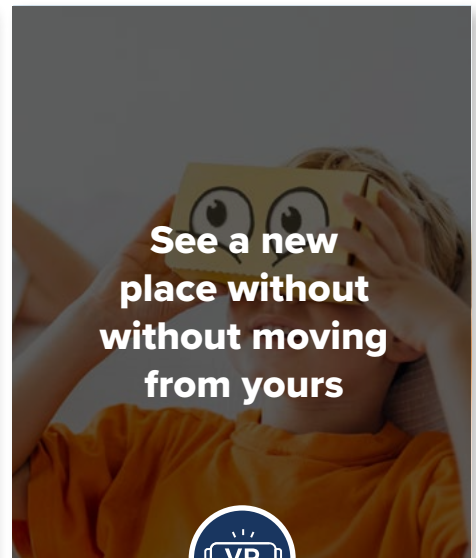 See a new
place without
without moving
from yours
VR